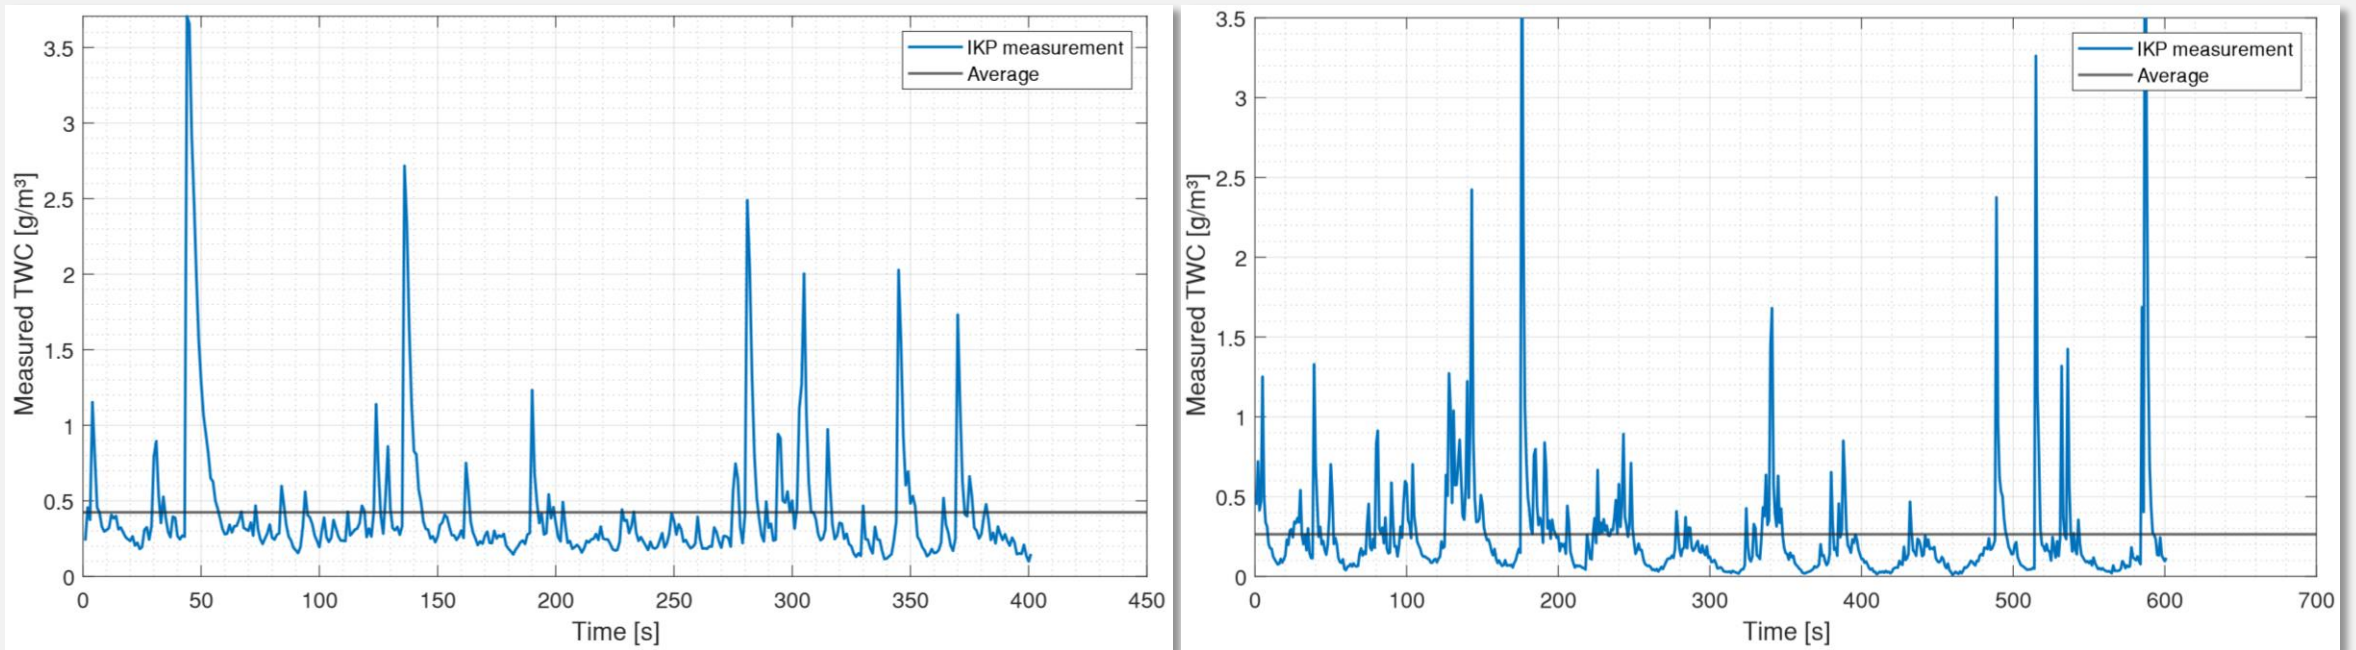 3.5
3
2.5
2
1.5
1
0.5
0
Measured TWC [g/m³]
0 50 100 150 200 250 300 350 400 450
Time [s]
IKP measurement
Average
3.5
3
2.5
2
1.5
1
0.5
0
Measured TWC [g/m³]
0 100 200 300 400 500 600 700
Time [s]
IKP measurement
Average